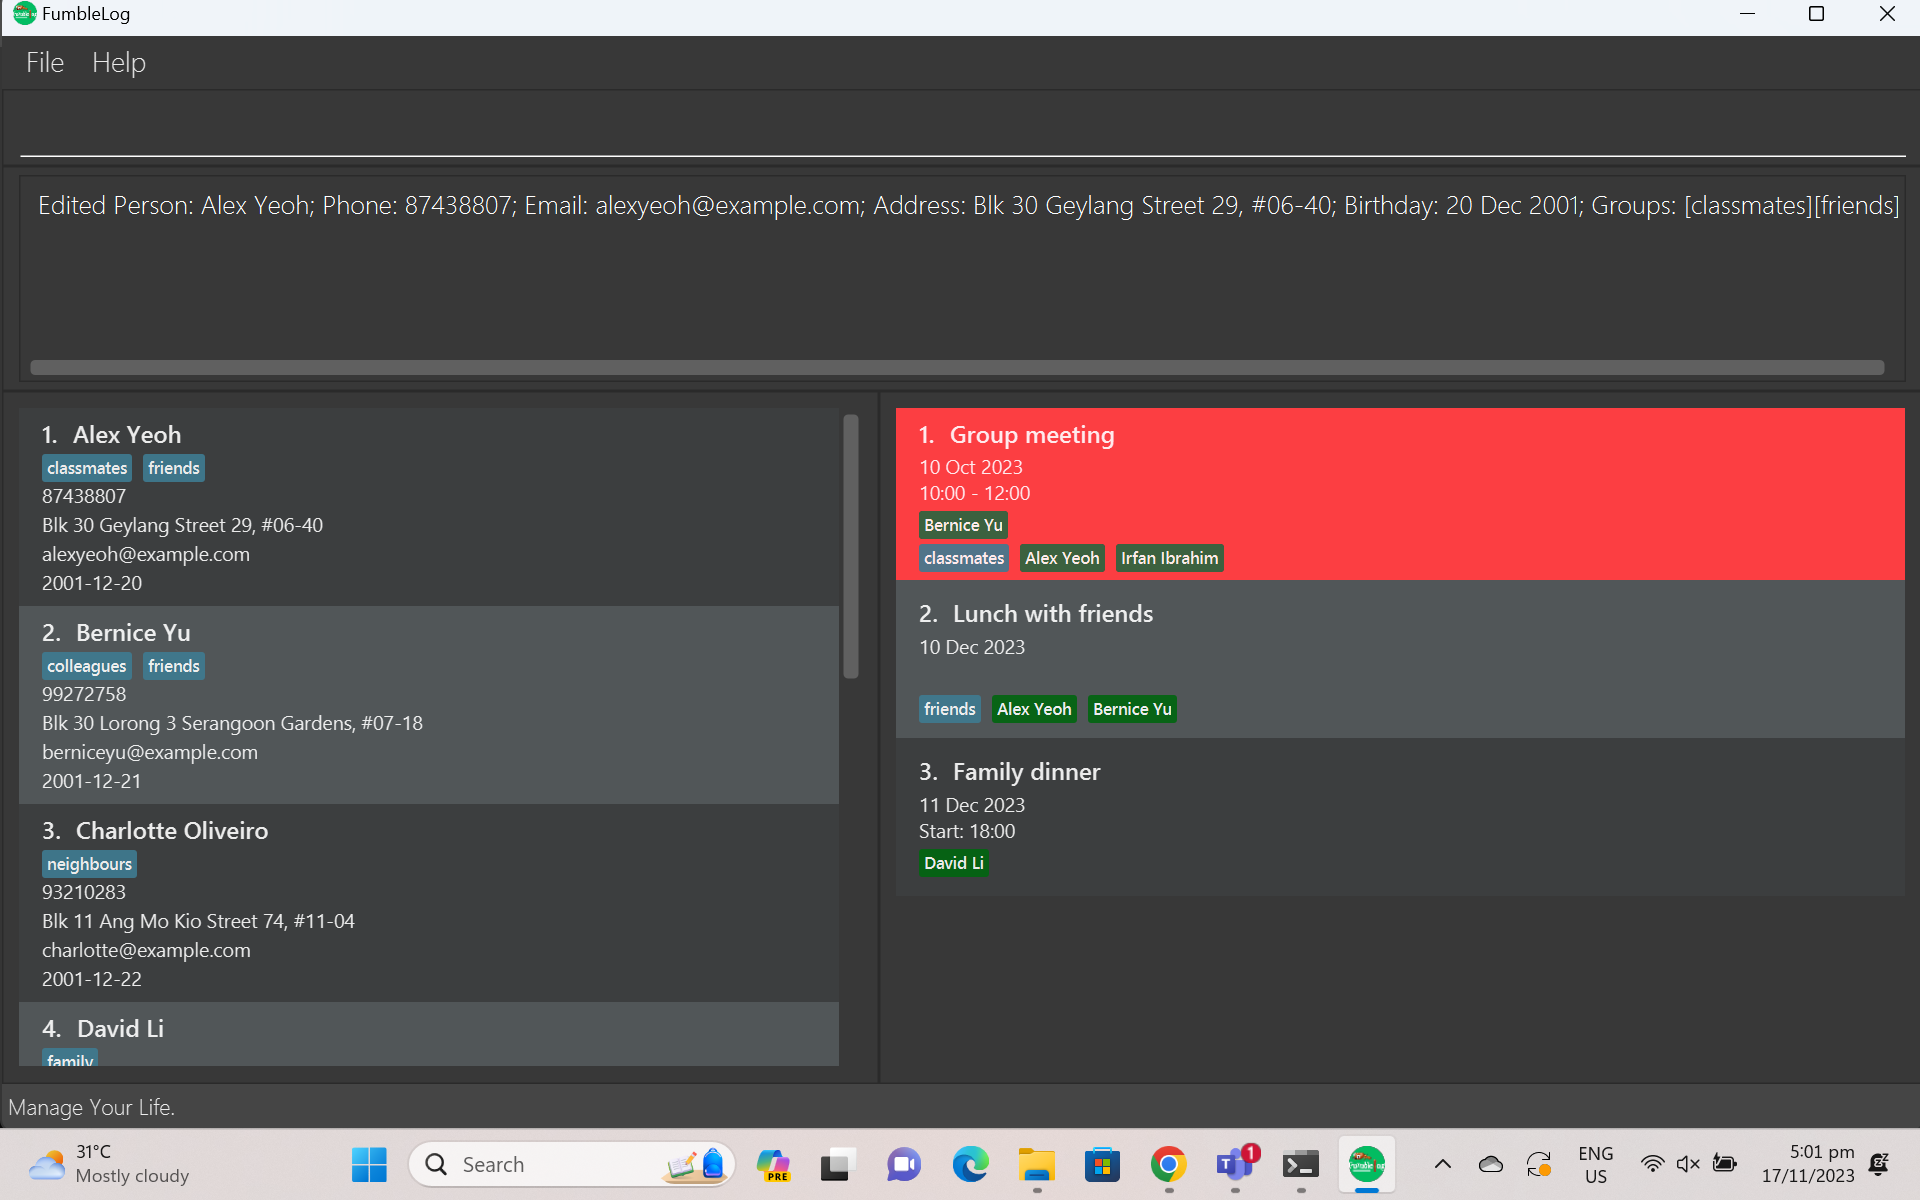 FumbleLog
File Help
Edited Person: Alex Yeoh; Phone: 87438807; Email: alexyeoh@example.com; Address: Blk 30 Geylang Street 29, #06-40; Birthday: 20 Dec 2001; Groups: [classmates][friends]
1. Alex Yeoh
classmates friends
87438807
Blk 30 Geylang Street 29, #06-40
alexyeoh@example.com
2001-12-20
2. Bernice Yu
colleagues friends
99272758
Blk 30 Lorong 3 Serangoon Gardens, #07-18
berniceyu@example.com
2001-12-21
3. Charlotte Oliveiro
neighbours
93210283
Blk 11 Ang Mo Kio Street 74, #11-04
charlotte@example.com
2001-12-22
4. David Li
family
1. Group meeting
10 Oct 2023
10:00 - 12:00
Bernice Yu
classmates Alex Yeoh Irfan Ibrahim
2. Lunch with friends
10 Dec 2023
friends Alex Yeoh Bernice Yu
3. Family dinner
11 Dec 2023
Start: 18:00
David Li
Manage Your Life.
31°C
Mostly cloudy
Search
PRE
1
ENG
US
5:01 pm
17/11/2023